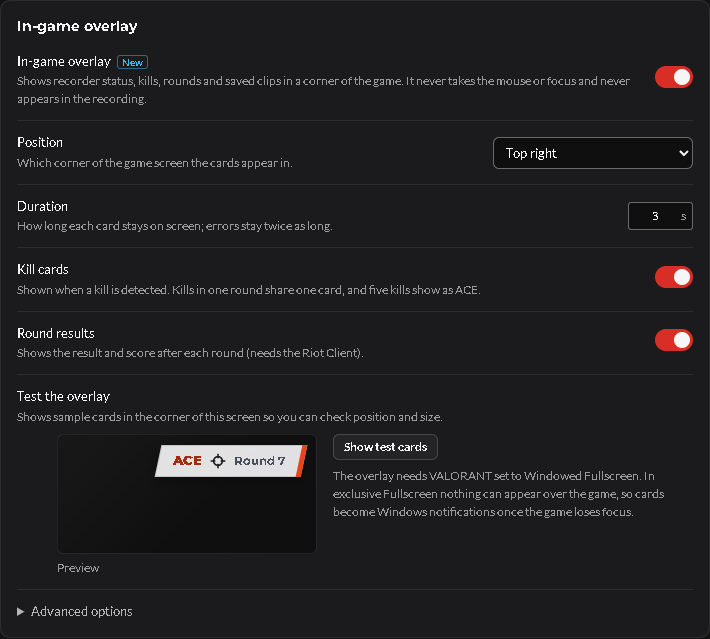 In-game overlay
In-game overlay New
Shows recorder status, kills, rounds and saved clips in a corner of the game. It never takes the mouse or focus and never
appears in the recording.
Position
Which corner of the game screen the cards appear in.
Top right
Duration
How long each card stays on screen; errors stay twice as long.
3 s
Kill cards
Shown when a kill is detected. Kills in one round share one card, and five kills show as ACE.
Round results
Shows the result and score after each round (needs the Riot Client).
Test the overlay
Shows sample cards in the corner of this screen so you can check position and size.
ACE Round 7
Preview
Show test cards
The overlay needs VALORANT set to Windowed Fullscreen. In
exclusive Fullscreen nothing can appear over the game, so cards
become Windows notifications once the game loses focus.
Advanced options